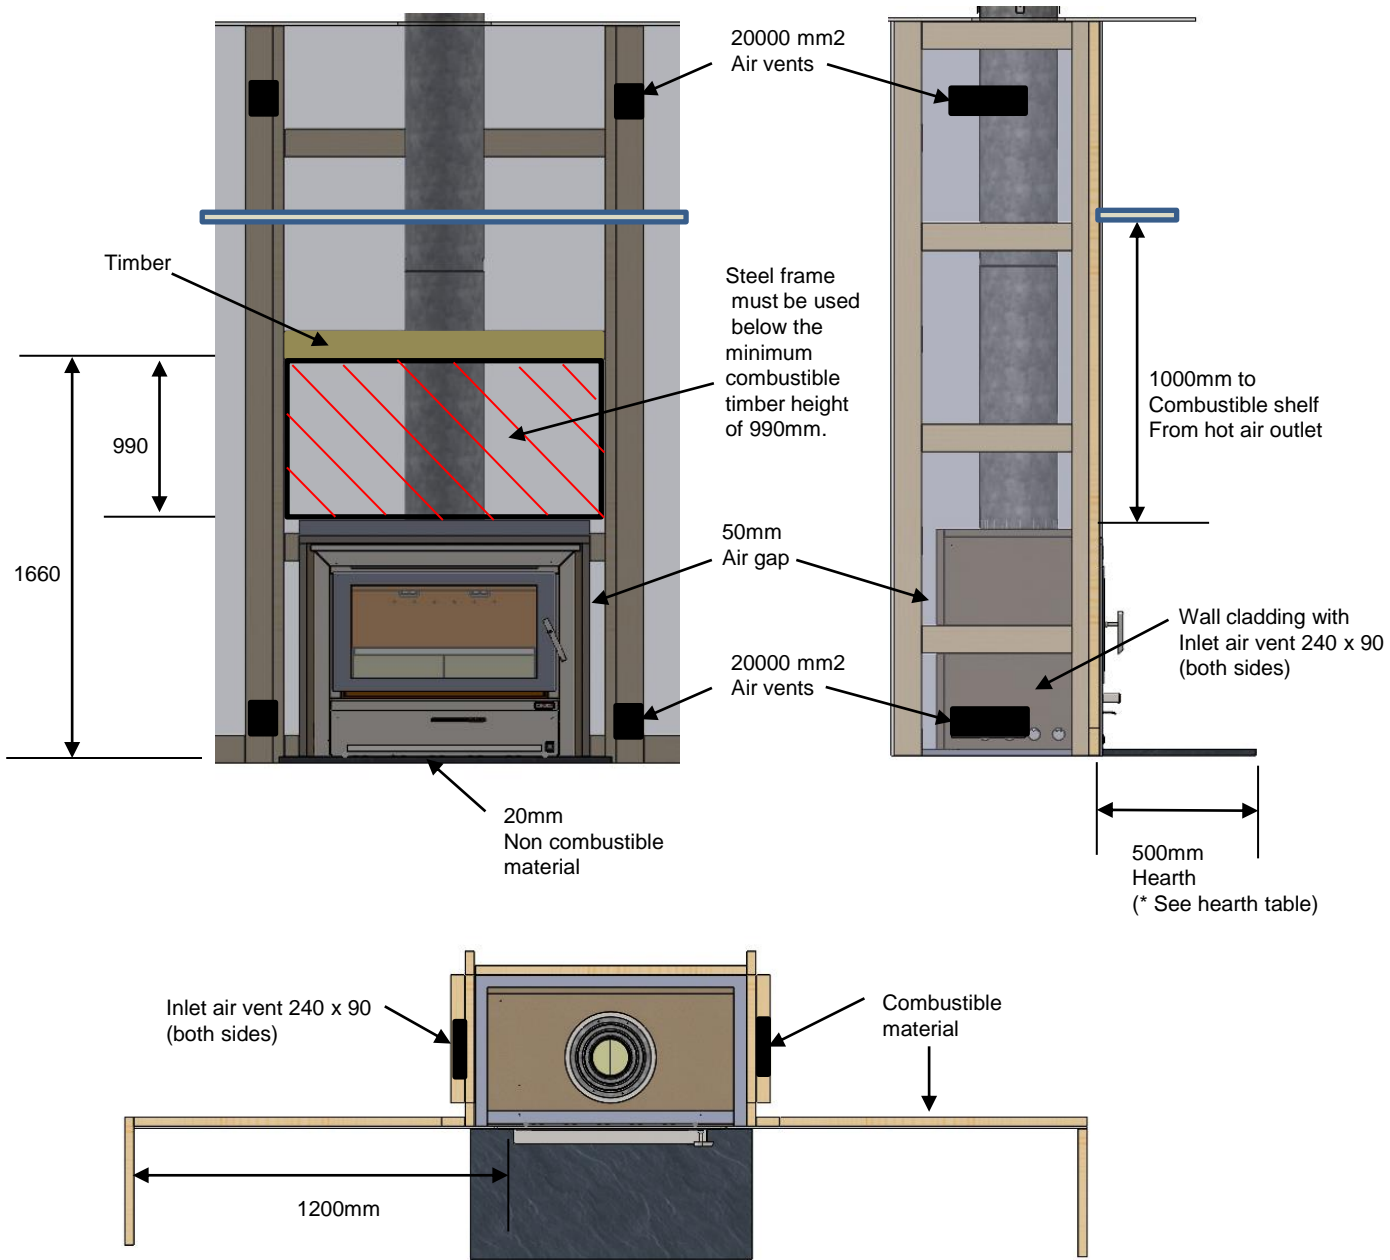 20000 mm2
Air vents
Timber
Steel frame
must be used
below the
minimum
combustible
timber height
of 990mm.
1000mm to
Combustible shelf
From hot air outlet
990
1660
50mm
Air gap
Wall cladding with
Inlet air vent 240 x 90
(both sides)
20000 mm2
Air vents
20mm
Non combustible
material
500mm
Hearth
(* See hearth table)
Inlet air vent 240 x 90
(both sides)
Combustible
material
1200mm